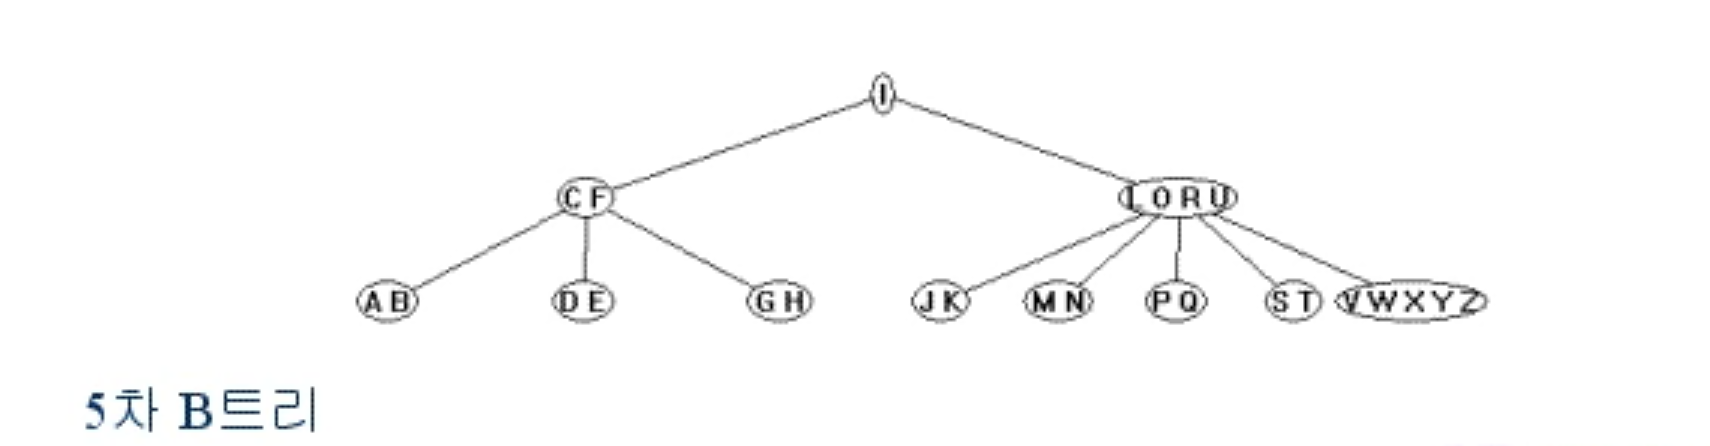 I
C F
L O R U
A B
D E
G H
J K
M N
P Q
S T
V W X Y Z
5차 B트리